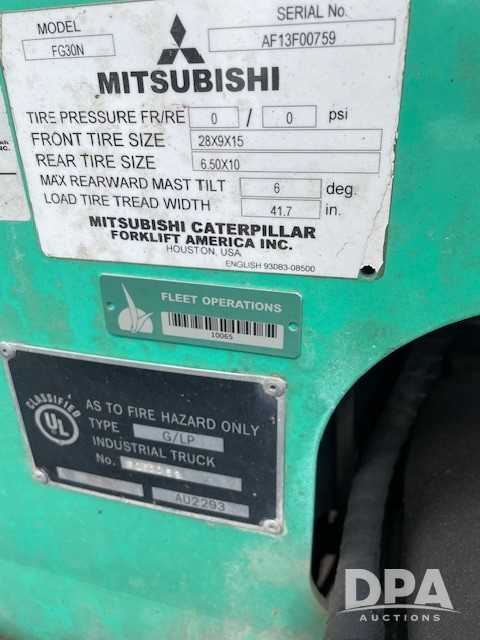 MODEL
SERIAL No.
FG30N
AF13F00759
MITSUBISHI
TIRE PRESSURE FR/RE 0 / 0 psi
FRONT TIRE SIZE 28X9X15
REAR TIRE SIZE 6.50X10
MAX REARWARD MAST TILT 6 deg.
LOAD TIRE TREAD WIDTH 41.7 in.
MITSUBISHI CATERPILLAR
FORKLIFT AMERICA INC.
HOUSTON, USA
ENGLISH 93083-08500
INC.
FLEET OPERATIONS
10065
CLASSIFIED
UL
AS TO FIRE HAZARD ONLY
TYPE G/LP
INDUSTRIAL TRUCK
No.
AU2293
DPA
AUCTIONS